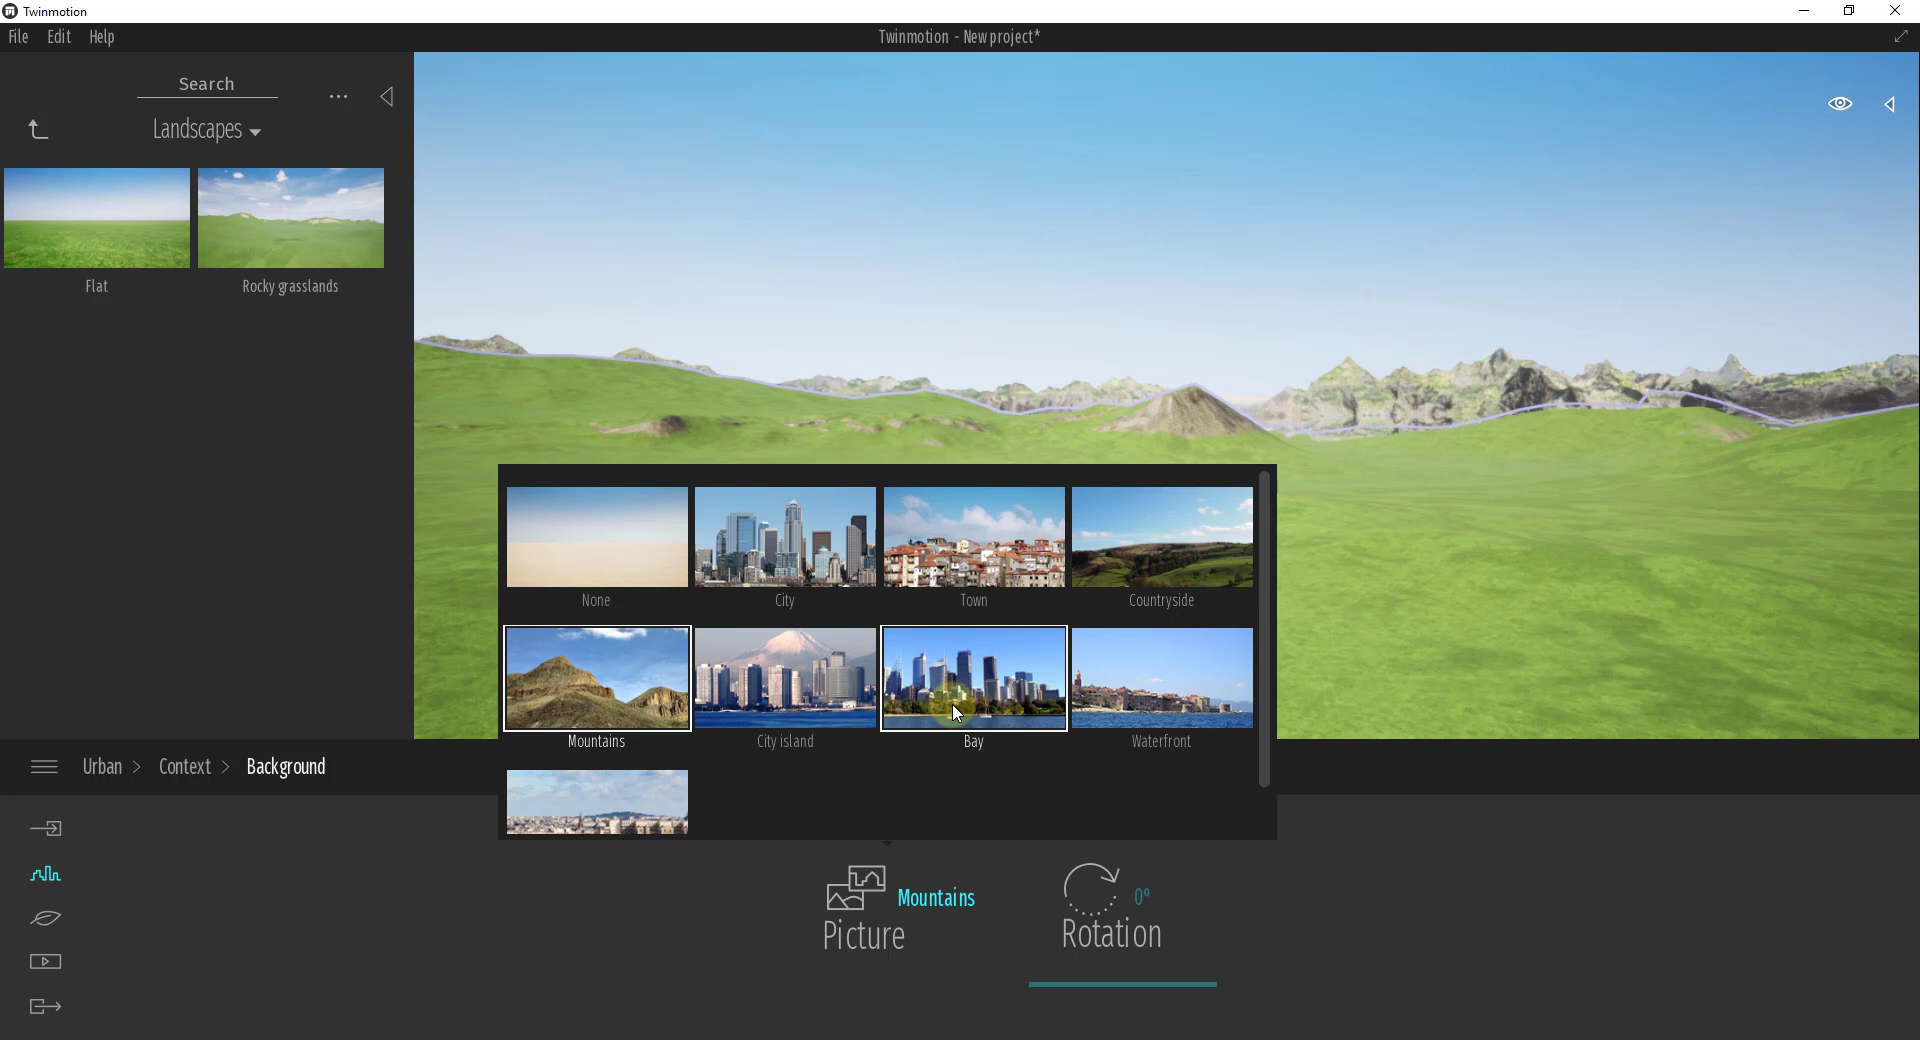 Twinmotion
File Edit Help
Twinmotion - New project*
Search
...
Landscapes
Flat
Rocky grasslands
None
City
Town
Countryside
Mountains
City island
Bay
Waterfront
Urban > Context > Background
Mountains
Picture
0°
Rotation